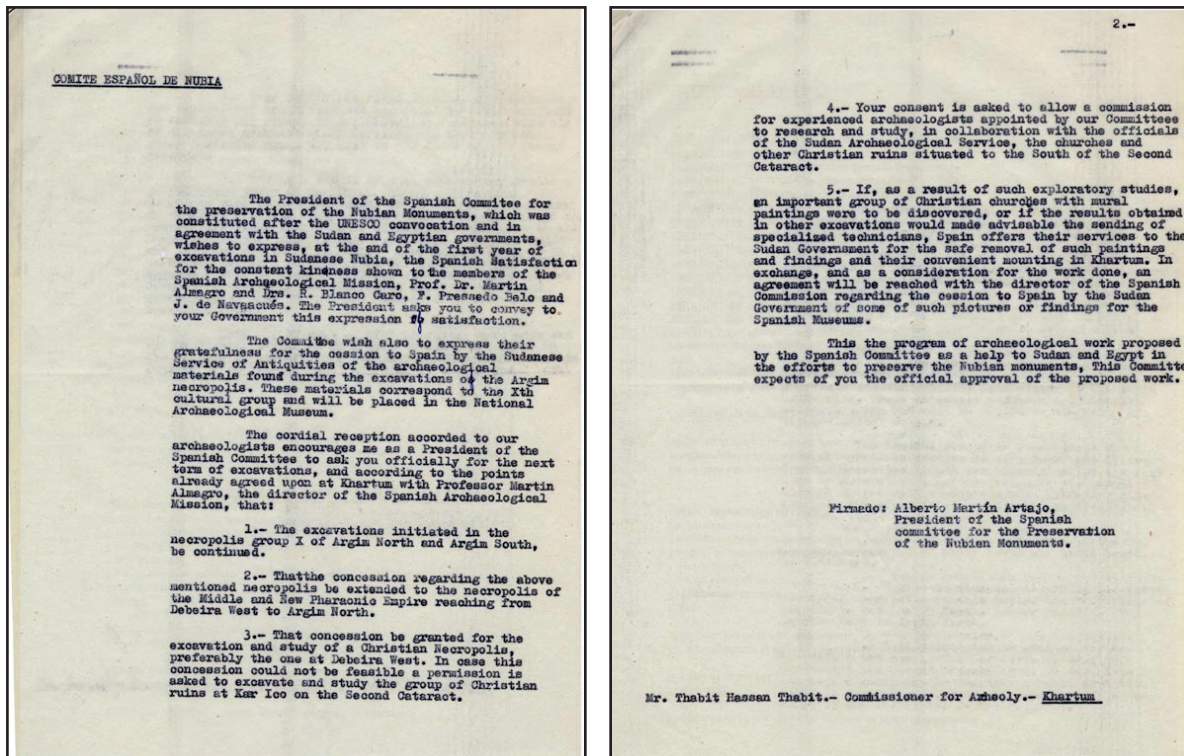 COMITE ESPAÑOL DE NUBIA
The President of the Spanish Commitee for
the preservation of the Nubian Monuments, which was
constituted after the UNESCO convocation and in
agreement with the Sudan and Egyptian governments,
wishes to express, at the and of the first year of
excavations in Sudanese Nubia, the Spanish Satisfaction
for the constant kindness shown to the members of the
Spanish Archqeological Mission, Prof. Dr. Martin
Almagro and Drs. R. Blanco Caro, F. Pressedo Belo and
J. de Navascués. The President asks you to convey to
your Government this expression of satisfaction.
The Comittee wish also to express their
gratefulness for the cession to Spain by the Sudanese
Service of Antiquities of the archaeological
materials found during the excavations of the Argim
necropolis. These materials correspond to the Xth
cultural group and will be placed in the National
Archaeological Museum.
The cordial reception accorded to our
archaeologists encourages me as a President of the
Spanish Committee to ask you officially for the next
term of excavations, and according to the points
already agreed upon at Khartum with Professor Martin
Almagro, the director of the Spanish Archaeological
Mission, that:
1.- The excavations initiated in the
necropolis group X of Argim North and Argim South,
be continued.
2.- Thatthe concession regarding the above
mentioned necropolis be extended to the necropolis of
the Middle and New Pharaonic Empire reaching from
Debeira West to Argim North.
3.- That concession be granted for the
excavation and study of a Christian Necropolis,
preferably the one at Debeira West. In case this
concession could not be feasible a permission is
asked to excavate and study the group of Christian
ruins at Kar Ico on the Second Cataract.
2.-
4.- Your consent is asked to allow a commission
for experienced archaeologists appointed by our Committeee
to research and study, in collaboration with the officials
of the Sudan Archaeological Service, the churches and
other Christian ruins situated to the South of the Second
Cataract.
5.- If, as a result of such exploratory studies,
an important group of Christian churches with mural
paintings were to be discovered, or if the results obtained
in other excavations would made advisable the sending of
specialized technicians, Spain offers their services to the
Sudan Government for the safe removal of such paintings
and findings and their convenient mounting in Khartum. In
exchange, and as a consideration for the work done, an
agreement will be reached with the director of the Spanish
Commission regarding the cession to Spain by the Sudan
Government of some of such pictures or findings for the
Spanish Museums.
This the program of archaeological work proposed
by the Spanish Committee as a help to Sudan and Egypt in
the efforts to preserve the Nubian monuments, This Committe
expects of you the official approval of the proposed work.
Firmado: Alberto Martín Artajo,
President of the Spanish
committee for the Preservation
of the Nubian Monuments.
Mr. Thabit Hassan Thabit.- Commissioner for Azheoly.- Khartum